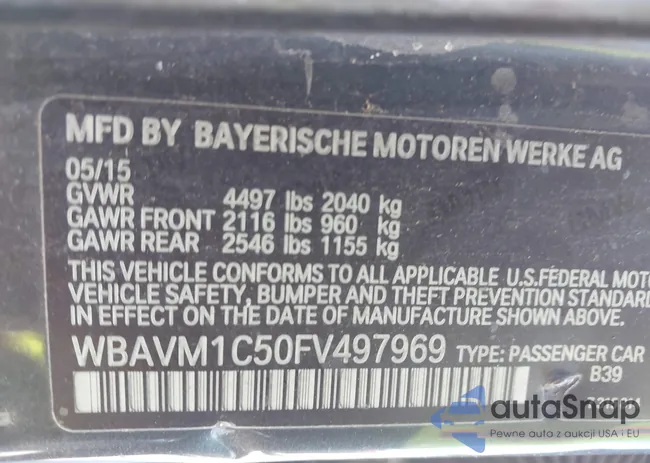 MFD BY BAYERISCHE MOTOREN WERKE AG
05/15
GVWR 4497 lbs 2040 kg
GAWR FRONT 2116 lbs 960 kg
GAWR REAR 2546 lbs 1155 kg
THIS VEHICLE CONFORMS TO ALL APPLICABLE U.S.FEDERAL MOT
VEHICLE SAFETY, BUMPER AND THEFT PREVENTION STANDARD
IN EFFECT ON THE DATE OF MANUFACTURE SHOWN ABOVE.
WBAVM1C50FV497969 TYPE: PASSENGER CAR
B39
autoSnap
Pewne auta z aukcji USA i EU